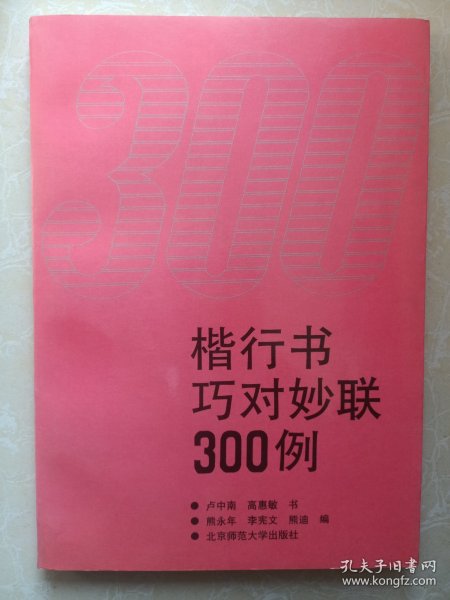 300
楷行书
巧对妙联
300例
● 卢中南 高惠敏 书
● 熊永年 李宪文 熊迪 编
● 北京师范大学出版社
孔夫子旧书网
www.kongfz.com